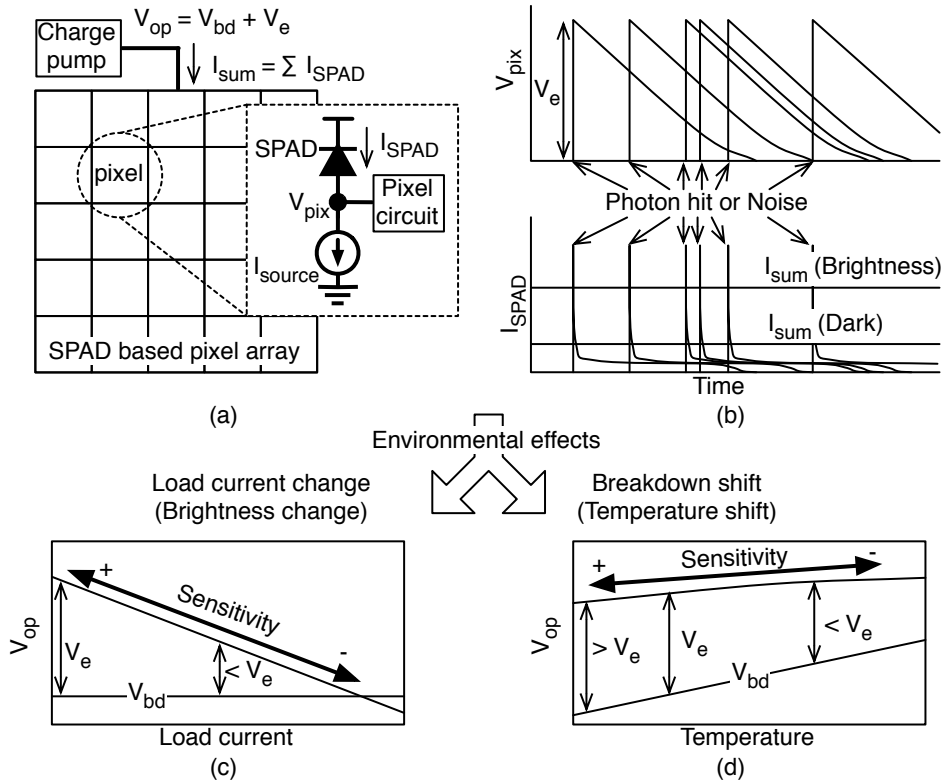 (a)
V_op = V_bd + V_e
Charge
pump
I_sum = ∑ I_SPAD
pixel
SPAD
I_SPAD
V_pix
Pixel
circuit
I_source
SPAD based pixel array
(a)
(b)
V_pix
V_e
Photon hit or Noise
I_SPAD
I_sum (Brightness)
I_sum (Dark)
Time
(b)
Environmental effects
Load current change
(Brightness change)
Breakdown shift
(Temperature shift)
V_op
+
Sensitivity
-
V_e
< V_e
V_bd
Load current
(c)
V_op
+
Sensitivity
-
> V_e
V_e
< V_e
V_bd
Temperature
(d)